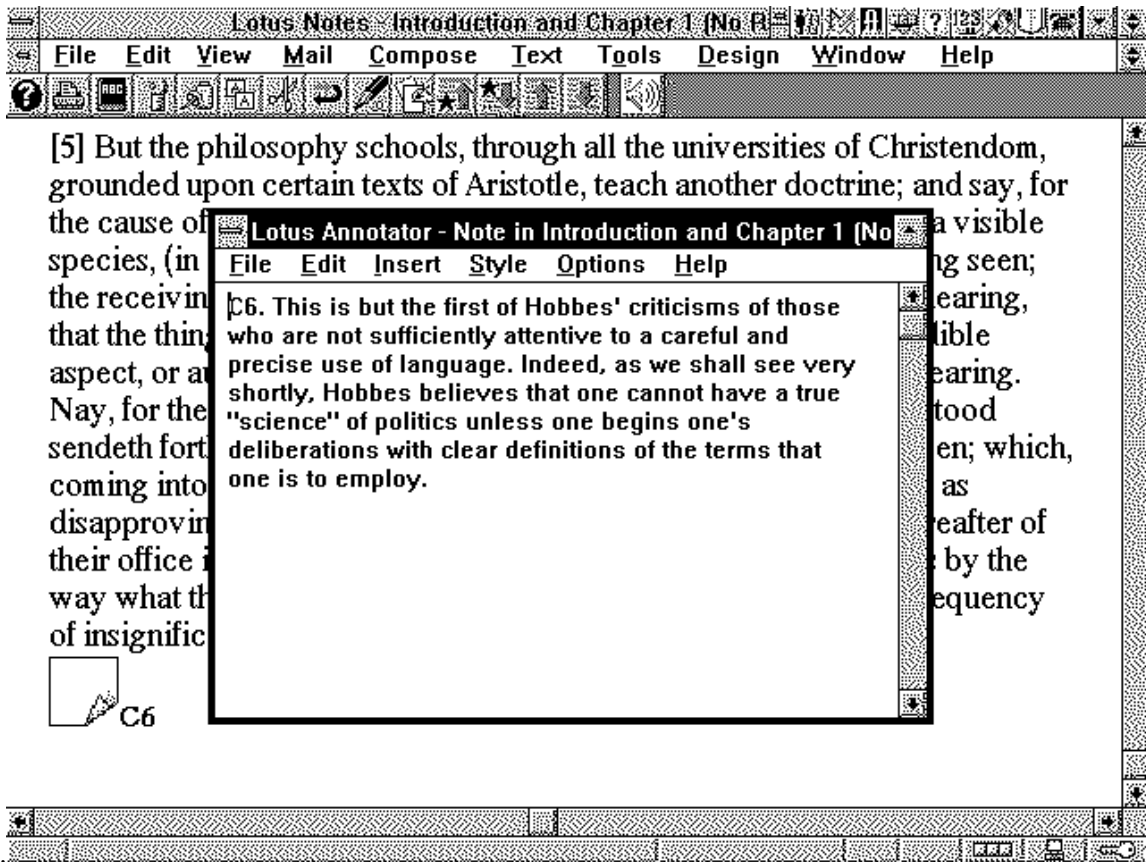 Lotus Notes - Introduction and Chapter 1 (No R
File Edit View Mail Compose Text Tools Design Window Help
[5] But the philosophy schools, through all the universities of Christendom,
grounded upon certain texts of Aristotle, teach another doctrine; and say, for
the cause of a visible
species, (in ng seen;
the receivin earing,
that the thin dible
aspect, or au earing.
Nay, for the tood
sendeth fort en; which,
coming into as
disapprovin reafter of
their office i by the
way what th equency
of insignific
C6
Lotus Annotator - Note in Introduction and Chapter 1 (No
File Edit Insert Style Options Help
C6. This is but the first of Hobbes' criticisms of those
who are not sufficiently attentive to a careful and
precise use of language. Indeed, as we shall see very
shortly, Hobbes believes that one cannot have a true
"science" of politics unless one begins one's
deliberations with clear definitions of the terms that
one is to employ.